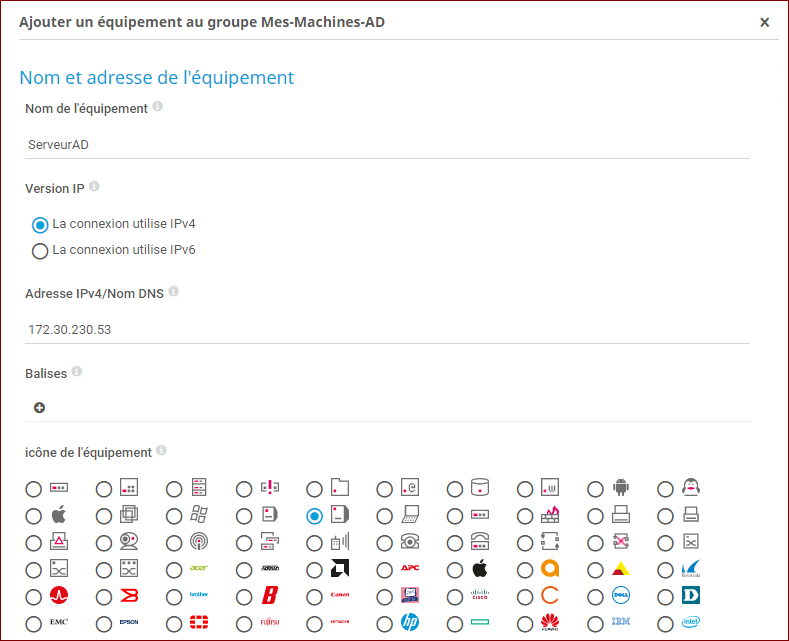 Ajouter un équipement au groupe Mes-Machines-AD
Nom et adresse de l'équipement
Nom de l'équipement
ServeurAD
Version IP
La connexion utilise IPv4
La connexion utilise IPv6
Adresse IPv4/Nom DNS
172.30.230.53
Balises
icône de l'équipement
acer
APC
brother
Canon
CISCO
DELL
EMC²
EPSON
FUJITSU
HITACHI
hp
HUAWEI
IBM
intel